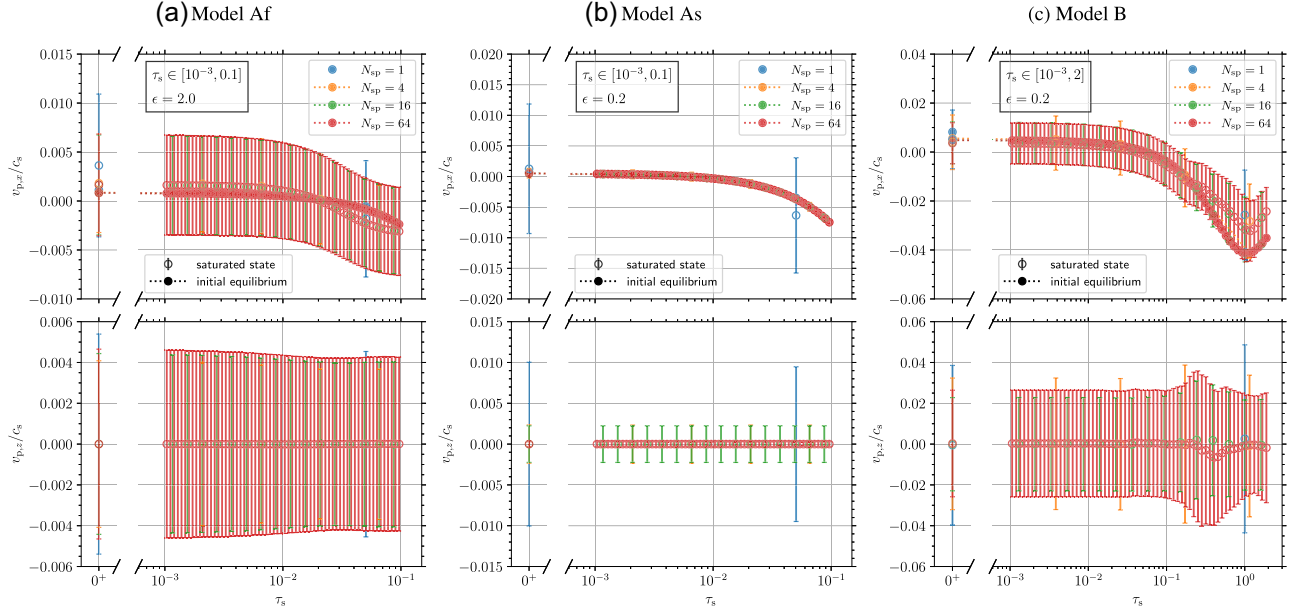 (a) Model Af
(b) Model As
(c) Model B
0.015
0.010
0.005
0.000
−0.005
−0.010
v_p,x/c_s
τ_s ∈ [10^−3, 0.1]
ϵ = 2.0
N_sp = 1
N_sp = 4
N_sp = 16
N_sp = 64
saturated state
initial equilibrium
0.020
0.015
0.010
0.005
0.000
−0.005
−0.010
−0.015
−0.020
v_p,x/c_s
τ_s ∈ [10^−3, 0.1]
ϵ = 0.2
N_sp = 1
N_sp = 4
N_sp = 16
N_sp = 64
saturated state
initial equilibrium
0.04
0.02
0.00
−0.02
−0.04
−0.06
v_p,x/c_s
τ_s ∈ [10^−3, 2]
ϵ = 0.2
N_sp = 1
N_sp = 4
N_sp = 16
N_sp = 64
saturated state
initial equilibrium
0.006
0.004
0.002
0.000
−0.002
−0.004
−0.006
v_p,z/c_s
0^+
10^−3
10^−2
10^−1
τ_s
0.015
0.010
0.005
0.000
−0.005
−0.010
−0.015
v_p,z/c_s
0^+
10^−3
10^−2
10^−1
τ_s
0.06
0.04
0.02
0.00
−0.02
−0.04
−0.06
v_p,z/c_s
0^+
10^−3
10^−2
10^−1
10^0
τ_s